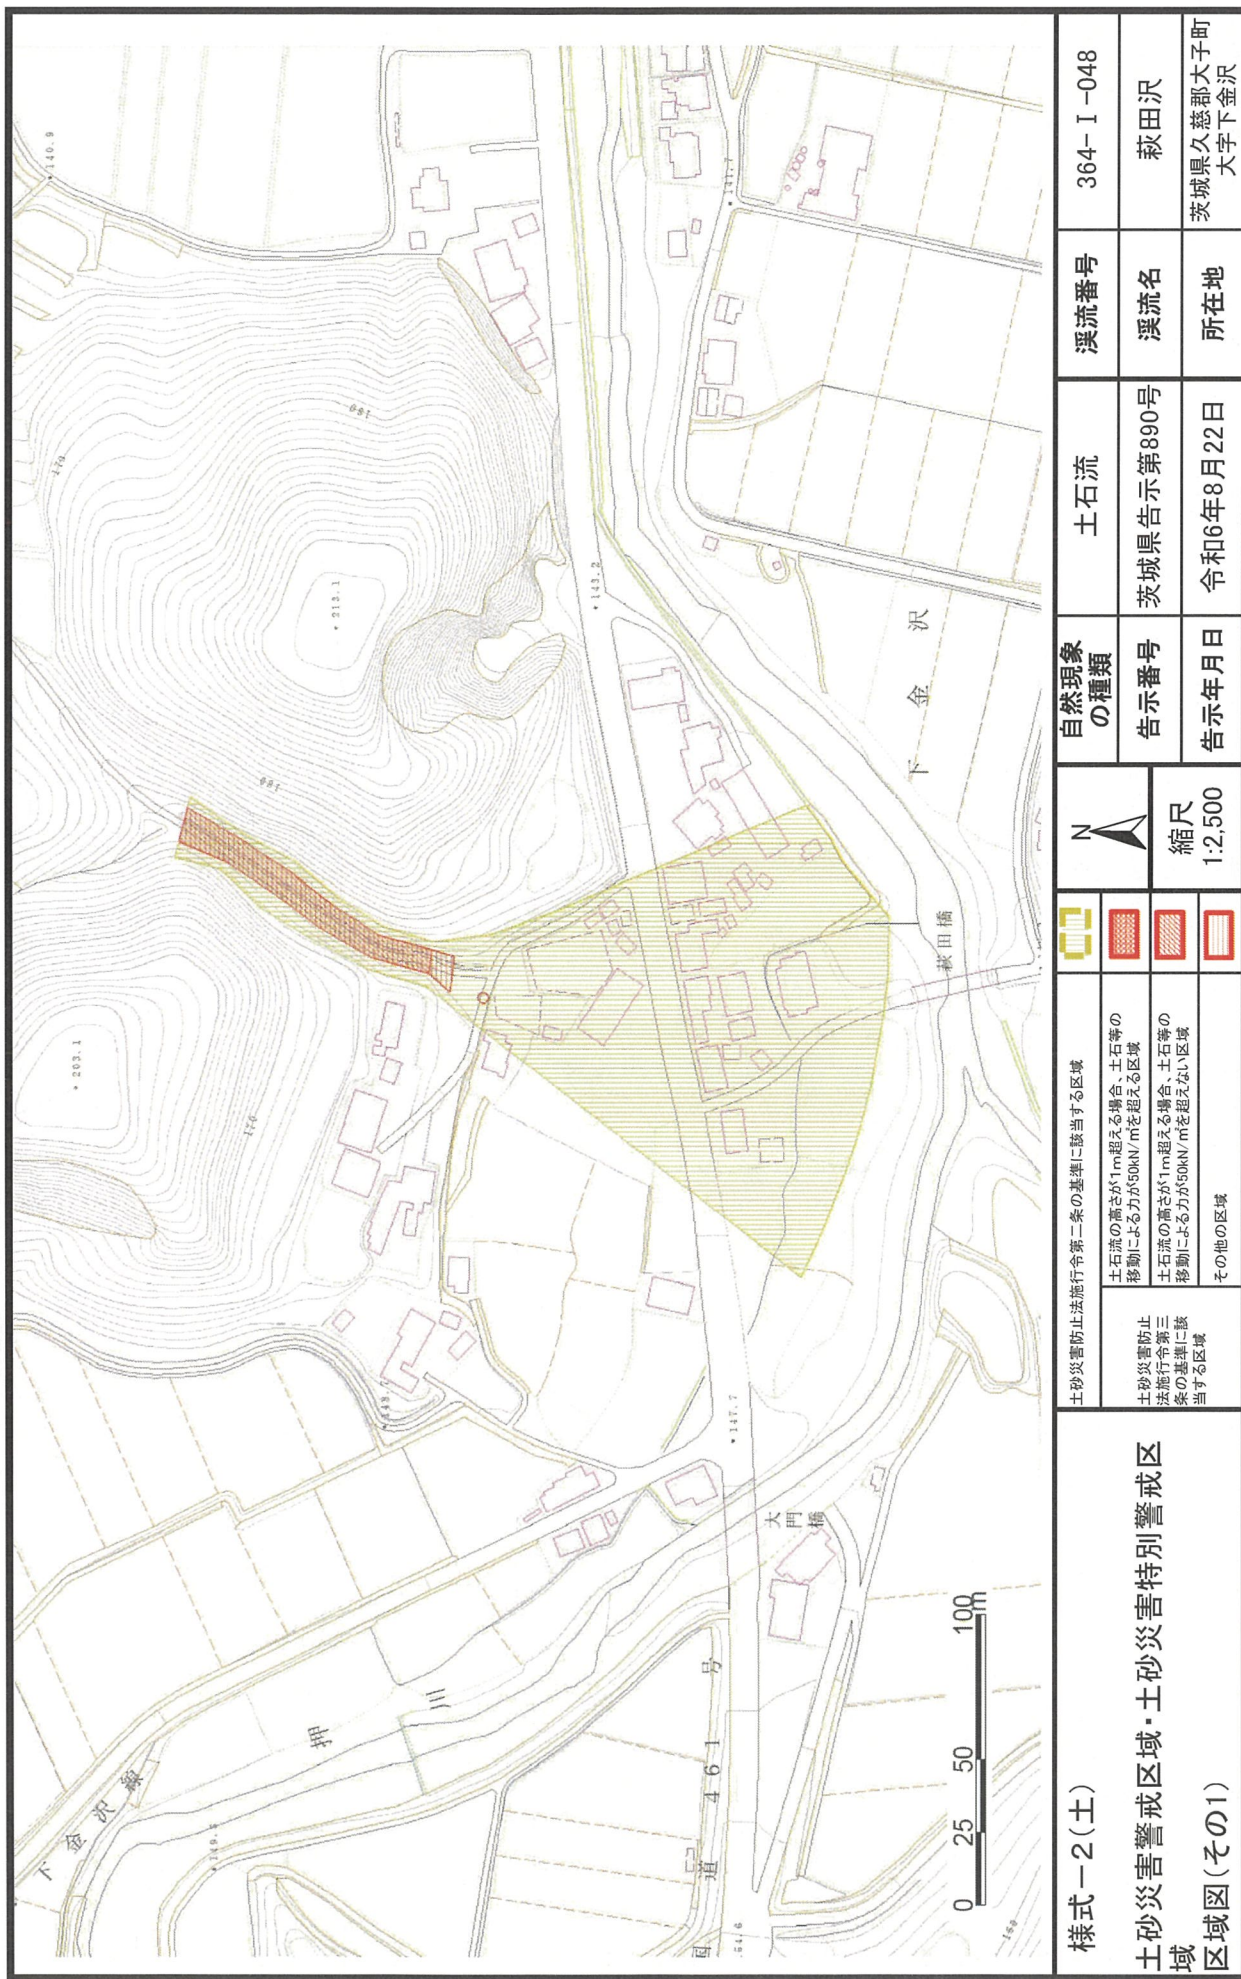 様式-2(土)
土砂災害警戒区域・土砂災害特別警戒区
域
区域図(その1)
土砂災害防止法施行令第二条の基準に該当する区域
土砂災害防止
法施行令第三
条の基準に該
当する区域
土石流の高さが1m超える場合、土石等の
移動による力が50kN/㎡を超える区域
土石流の高さが1m超える場合、土石等の
移動による力が50kN/㎡を超えない区域
その他の区域
N
縮尺
1:2,500
自然現象
の種類
土石流
渓流番号
364-Ⅰ-048
告示番号
茨城県告示第890号
渓流名
萩田沢
告示年月日
令和6年8月22日
所在地
茨城県久慈郡大子町
大字下金沢
下金沢線
押川
国道461号
大門橋
萩田橋
下金沢
140.9
170
180
213.1
180
143.2
141.7
203.1
170
147.7
160
0 25 50 100
m